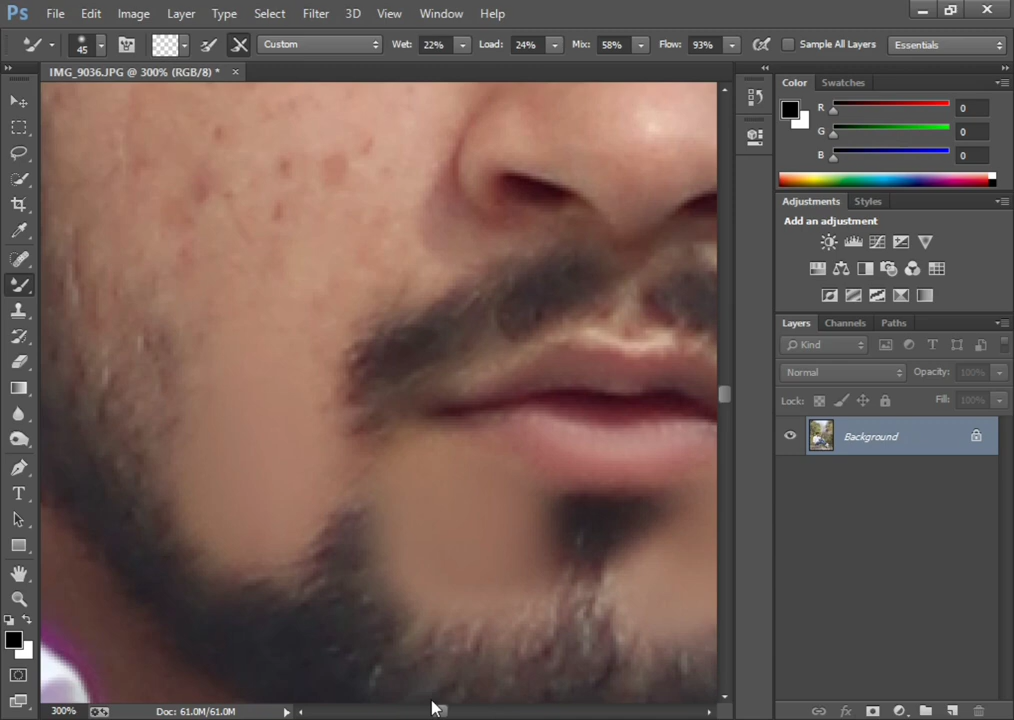 Ps File Edit Image Layer Type Select Filter 3D View Window Help
45 Custom Wet: 22% Load: 24% Mix: 58% Flow: 93% Sample All Layers Essentials
IMG_9036.JPG @ 300% (RGB/8) * ×
Color Swatches
R 0
G 0
B 0
Adjustments Styles
Add an adjustment
Layers Channels Paths
Kind T
Normal Opacity: 100%
Lock: Fill: 100%
Background
T
300% Doc: 61.0M/61.0M
fx